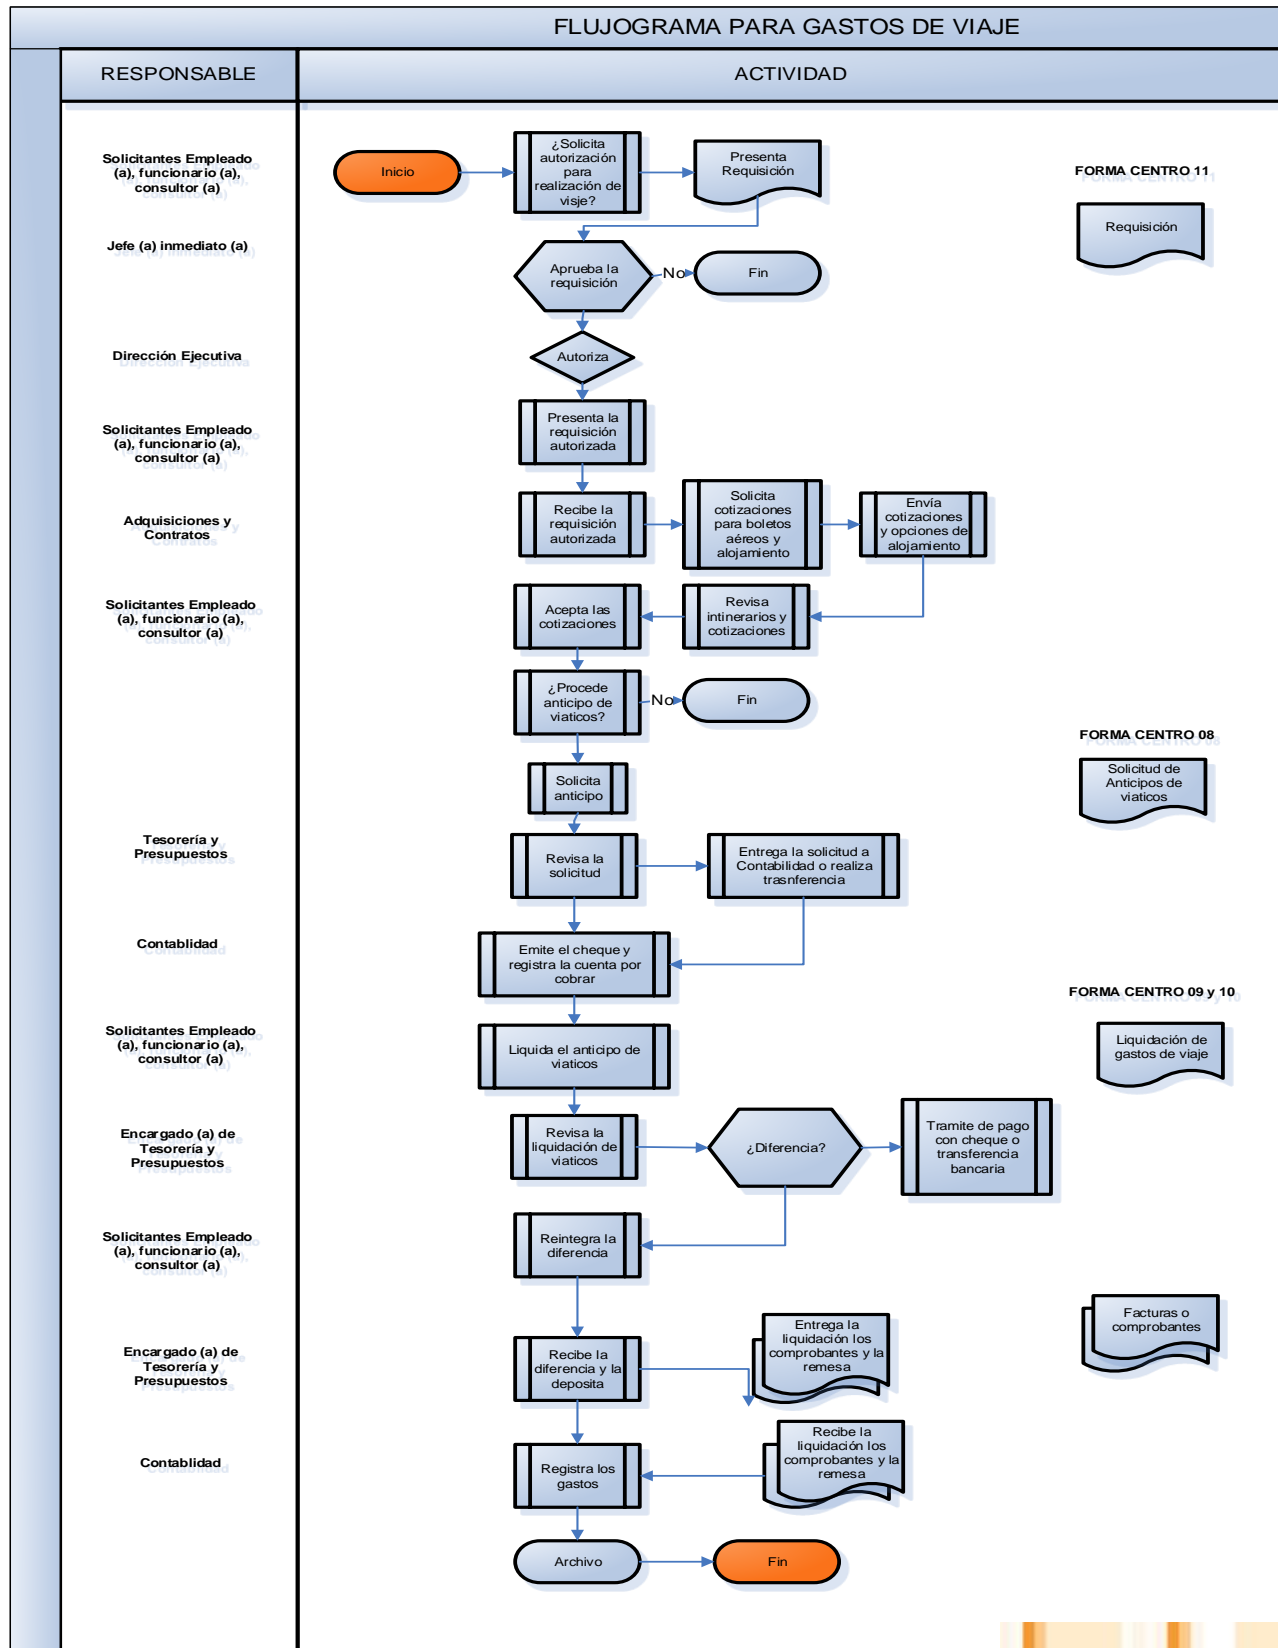 FLUJOGRAMA PARA GASTOS DE VIAJE
RESPONSABLE
ACTIVIDAD
Solicitantes Empleado
(a), funcionario (a),
consultor (a)
Inicio
¿Solicita
autorización
para
realización de
visje?
Presenta
Requisición
FORMA CENTRO 11
Requisición
Jefe (a) inmediato (a)
Aprueba la
requisición
No
Fin
Dirección Ejecutiva
Autoriza
Solicitantes Empleado
(a), funcionario (a),
consultor (a)
Presenta la
requisición
autorizada
Adquisiciones y
Contratos
Recibe la
requisición
autorizada
Solicita
cotizaciones
para boletos
aéreos y
alojamiento
Envía
cotizaciones
y opciones de
alojamiento
Solicitantes Empleado
(a), funcionario (a),
consultor (a)
Acepta las
cotizaciones
Revisa
intinerarios y
cotizaciones
¿Procede
anticipo de
viaticos?
No
Fin
FORMA CENTRO 08
Solicitud de
Anticipos de
viaticos
Solicita
anticipo
Tesorería y
Presupuestos
Revisa la
solicitud
Entrega la solicitud a
Contabilidad o realiza
trasnferencia
Contablidad
Emite el cheque y
registra la cuenta por
cobrar
FORMA CENTRO 09 y 10
Solicitantes Empleado
(a), funcionario (a),
consultor (a)
Liquida el anticipo de
viaticos
Liquidación de
gastos de viaje
Encargado (a) de
Tesorería y
Presupuestos
Revisa la
liquidación de
viaticos
¿Diferencia?
Tramite de pago
con cheque o
transferencia
bancaria
Solicitantes Empleado
(a), funcionario (a),
consultor (a)
Reintegra la
diferencia
Facturas o
comprobantes
Encargado (a) de
Tesorería y
Presupuestos
Recibe la
diferencia y la
deposita
Entrega la
liquidación los
comprobantes y la
remesa
Contablidad
Registra los
gastos
Recibe la
liquidación los
comprobantes y la
remesa
Archivo
Fin